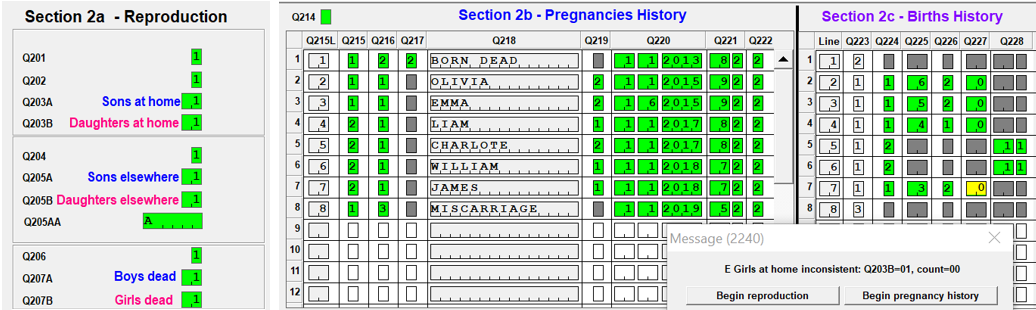 Section 2a - Reproduction
Q201 1
Q202 1
Q203A Sons at home 1
Q203B Daughters at home 1
Q204 1
Q205A Sons elsewhere 1
Q205B Daughters elsewhere 1
Q205AA A
Q206 1
Q207A Boys dead 1
Q207B Girls dead 1
Q214 Section 2b - Pregnancies History
Q215L Q215 Q216 Q217 Q218 Q219 Q220 Q221 Q222
1 1 1 2 2 BORN DEAD 1 1 2013 8 2 2
2 2 1 1 OLIVIA 2 1 1 2015 9 2 2
3 3 1 1 EMMA 2 1 6 2015 9 2 2
4 4 2 1 LIAM 1 1 1 2017 8 2 2
5 5 2 1 CHARLOTE 2 1 1 2017 8 2 2
6 6 2 1 WILLIAM 1 1 1 2018 7 2 2
7 7 2 1 JAMES 1 1 1 2018 7 2 2
8 8 1 3 MISCARRIAGE 1 1 2019 5 2 2
9
10
11
12
Section 2c - Births History
Line Q223 Q224 Q225 Q226 Q227 Q228
1 1 2
2 2 1 1 6 2 0
3 3 1 1 5 2 0
4 4 1 1 4 1 0
5 5 1 2 1 1
6 6 1 2 1 1
7 7 1 1 3 2 0
8 8 3
Message (2240)
E Girls at home inconsistent: Q203B=01, count=00
Begin reproduction Begin pregnancy history